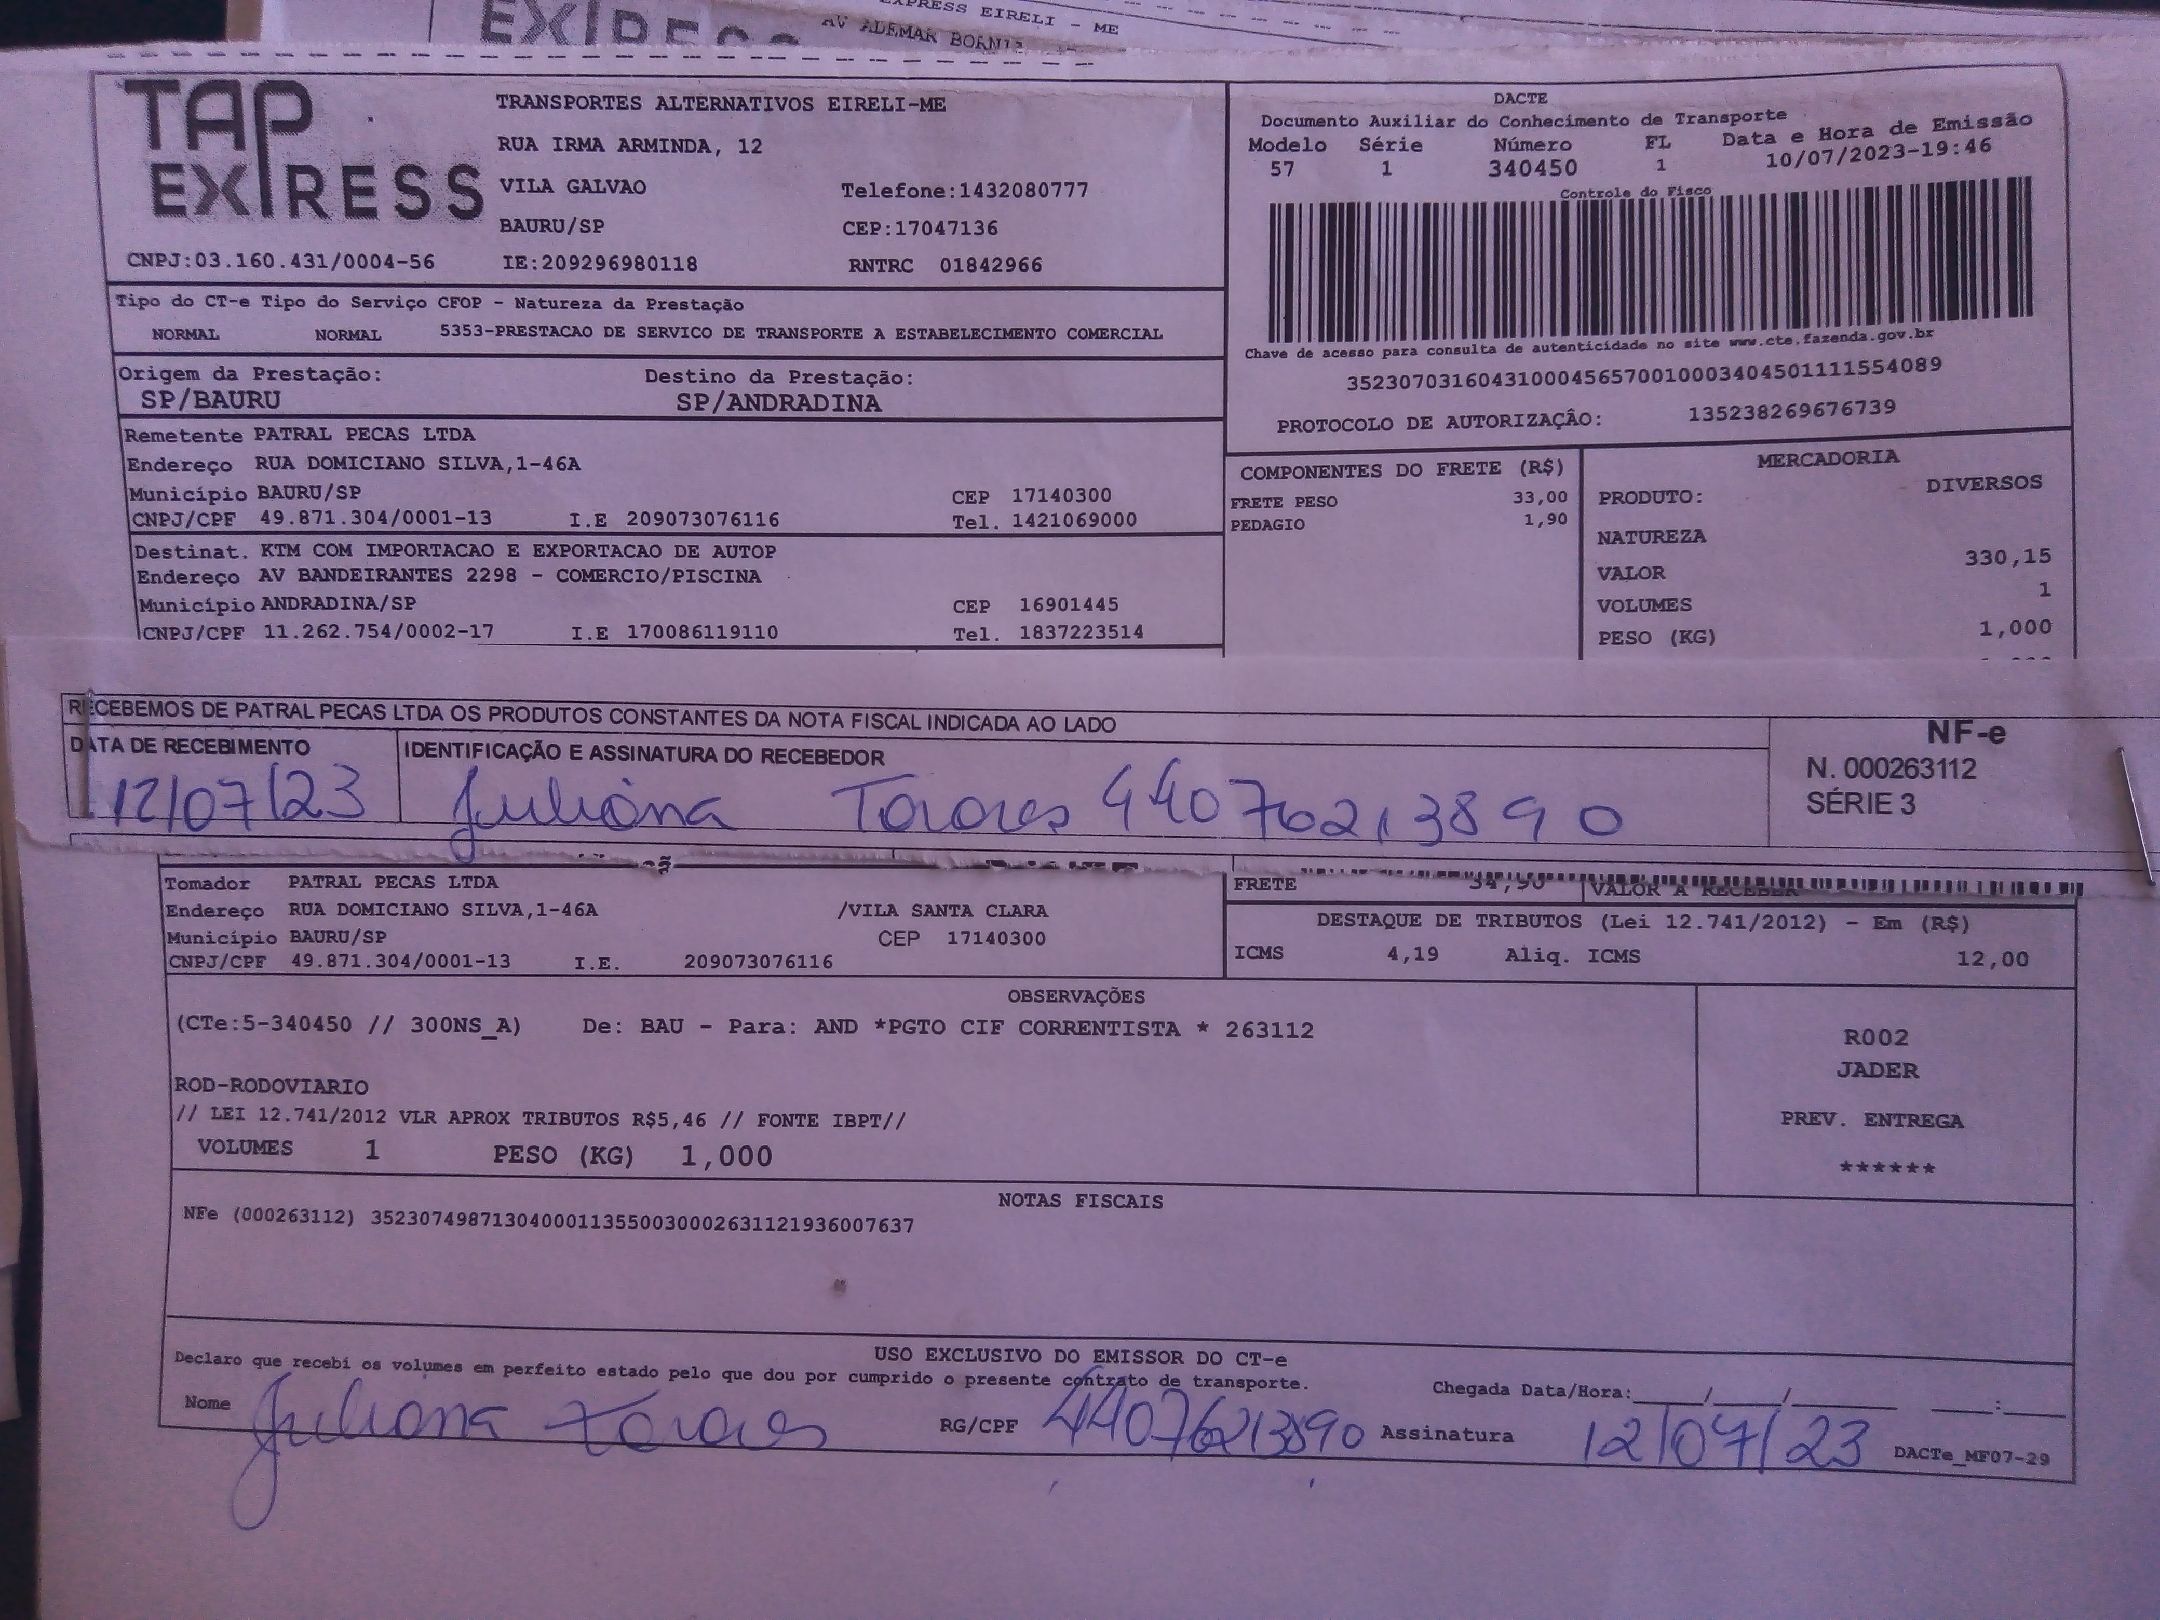 EXPRESS EIRELI - ME
AV ADEMAR
TAP
EXPRESS
TRANSPORTES ALTERNATIVOS EIRELI-ME
RUA IRMA ARMINDA, 12
VILA GALVAO Telefone:1432080777
BAURU/SP CEP:17047136
CNPJ:03.160.431/0004-56 IE:209296980118 RNTRC 01842966
DACTE
Documento Auxiliar do Conhecimento de Transporte
Modelo Série Número FL Data e Hora de Emissão
57 1 340450 1 10/07/2023-19:46
Controle do Fisco
Chave de acesso para consulta de autenticidade no site www.cte.fazenda.gov.br
35230703160431000456570010003404501111554089
PROTOCOLO DE AUTORIZAÇÂO: 135238269676739
Tipo do CT-e Tipo do Serviço CFOP - Natureza da Prestação
NORMAL NORMAL 5353-PRESTACAO DE SERVICO DE TRANSPORTE A ESTABELECIMENTO COMERCIAL
Origem da Prestação: Destino da Prestação:
SP/BAURU SP/ANDRADINA
Remetente PATRAL PECAS LTDA
Endereço RUA DOMICIANO SILVA,1-46A
Município BAURU/SP CEP 17140300
CNPJ/CPF 49.871.304/0001-13 I.E 209073076116 Tel. 1421069000
Destinat. KTM COM IMPORTACAO E EXPORTACAO DE AUTOP
Endereço AV BANDEIRANTES 2298 - COMERCIO/PISCINA
Município ANDRADINA/SP CEP 16901445
CNPJ/CPF 11.262.754/0002-17 I.E 170086119110 Tel. 1837223514
COMPONENTES DO FRETE (R$)
FRETE PESO 33,00
PEDAGIO 1,90
MERCADORIA
PRODUTO: DIVERSOS
NATUREZA
VALOR 330,15
VOLUMES 1
PESO (KG) 1,000
RECEBEMOS DE PATRAL PECAS LTDA OS PRODUTOS CONSTANTES DA NOTA FISCAL INDICADA AO LADO
DATA DE RECEBIMENTO IDENTIFICAÇÃO E ASSINATURA DO RECEBEDOR
12/07/23 Juliana Tavares 44076213890
NF-e
N. 000263112
SÉRIE 3
Tomador PATRAL PECAS LTDA
Endereço RUA DOMICIANO SILVA,1-46A /VILA SANTA CLARA
Município BAURU/SP CEP 17140300
CNPJ/CPF 49.871.304/0001-13 I.E. 209073076116
FRETE 34,90 VALOR A RECEBER
DESTAQUE DE TRIBUTOS (Lei 12.741/2012) - Em (R$)
ICMS 4,19 Aliq. ICMS 12,00
OBSERVAÇÕES
(CTe:5-340450 // 300NS_A) De: BAU - Para: AND *PGTO CIF CORRENTISTA * 263112
ROD-RODOVIARIO
// LEI 12.741/2012 VLR APROX TRIBUTOS R$5,46 // FONTE IBPT//
VOLUMES 1 PESO (KG) 1,000
R002
JADER
PREV. ENTREGA
******
NOTAS FISCAIS
NFe (000263112) 35230749871304000113550030002631121936007637
USO EXCLUSIVO DO EMISSOR DO CT-e
Declaro que recebi os volumes em perfeito estado pelo que dou por cumprido o presente contrato de transporte.
Chegada Data/Hora:____/____/______ ____:____
Nome Juliana Tavares RG/CPF 44076213890 Assinatura 12/07/23 DACTe_MF07-29